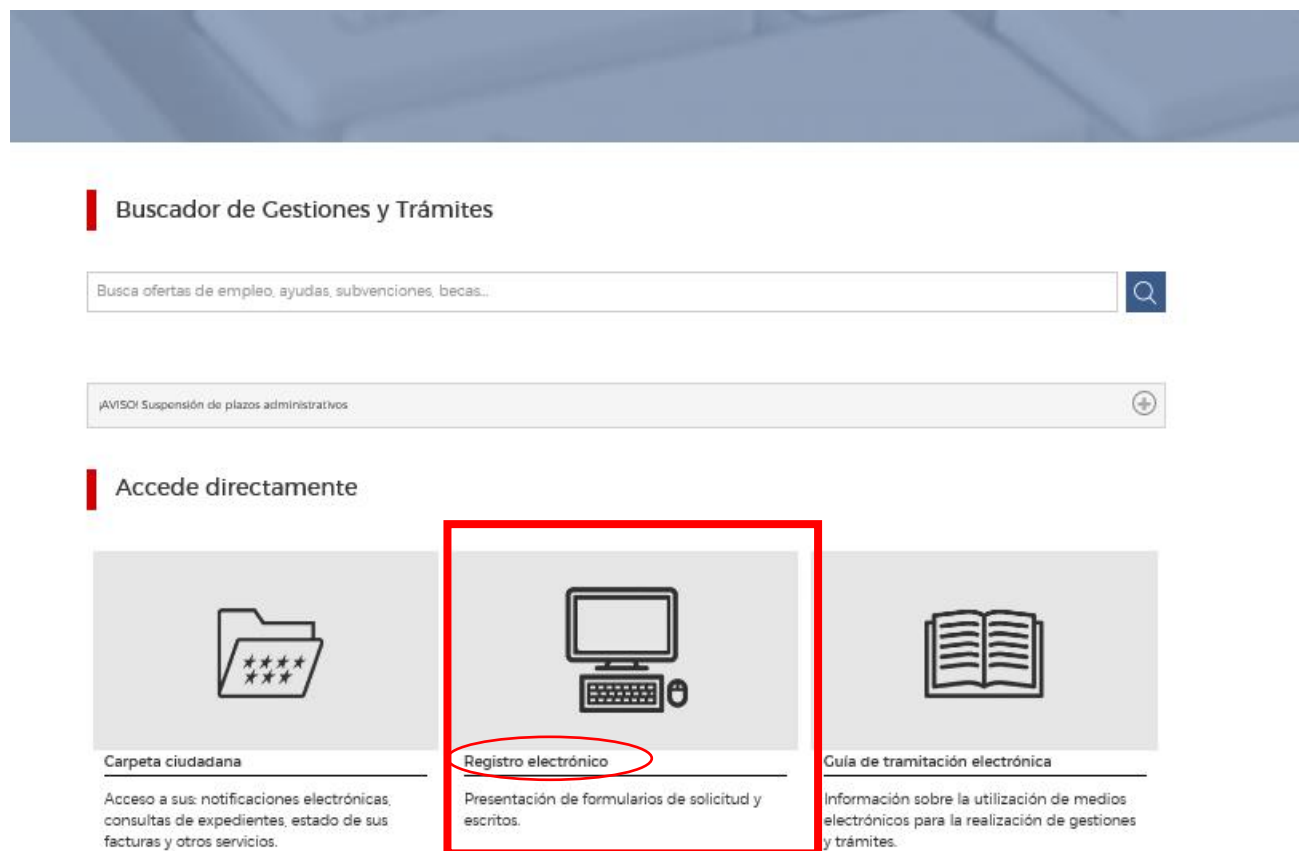 Buscador de Gestiones y Trámites
Busca ofertas de empleo, ayudas, subvenciones, becas...
¡AVISO! Suspensión de plazos administrativos
Accede directamente
Carpeta ciudadana
Acceso a sus: notificaciones electrónicas,
consultas de expedientes, estado de sus
facturas y otros servicios.
Registro electrónico
Presentación de formularios de solicitud y
escritos.
Guía de tramitación electrónica
Información sobre la utilización de medios
electrónicos para la realización de gestiones
y trámites.